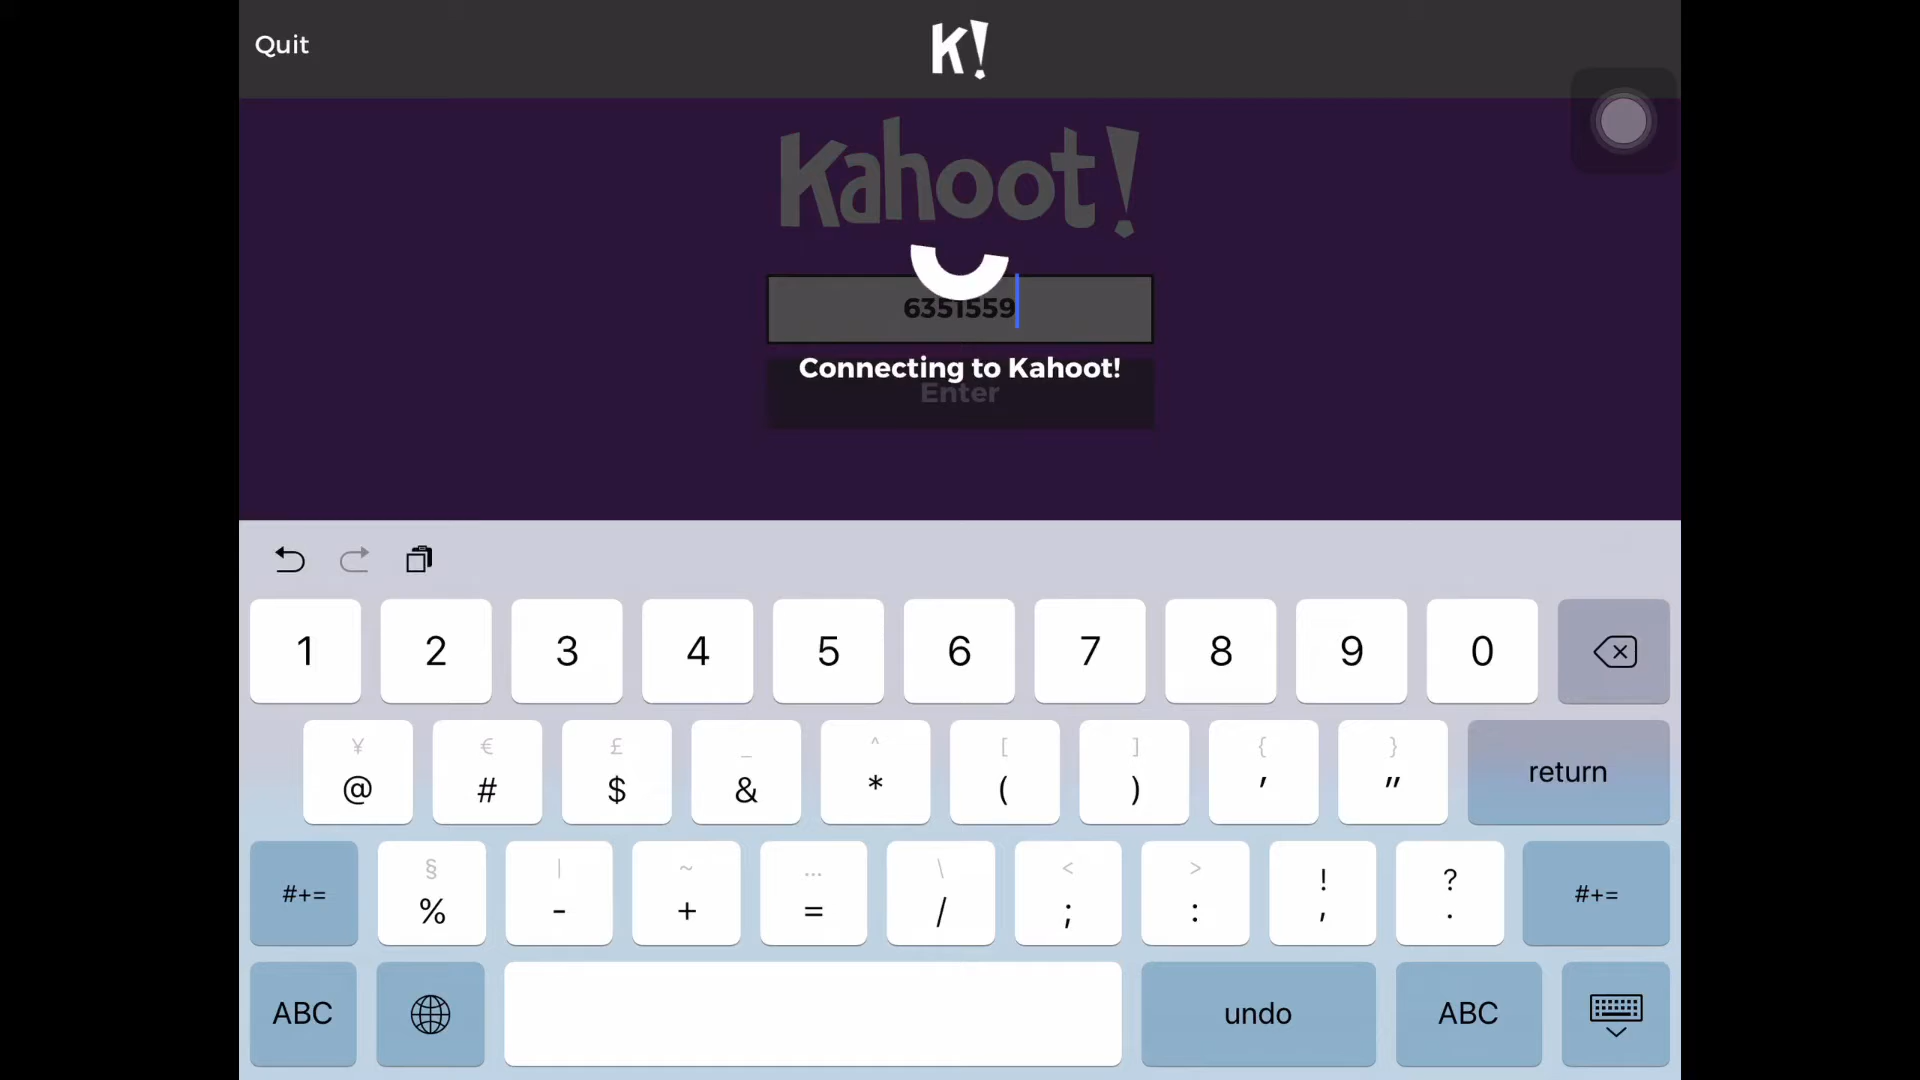 Quit
K!
Kahoot!
6351559
Connecting to Kahoot!
Enter
1 2 3 4 5 6 7 8 9 0
¥ € £ _ ^ [ ] { }
@ # $ & * ( ) ' " return
§ | ~ ... \ < > ! ?
#+= % - + = / ; : , . #+=
ABC undo ABC